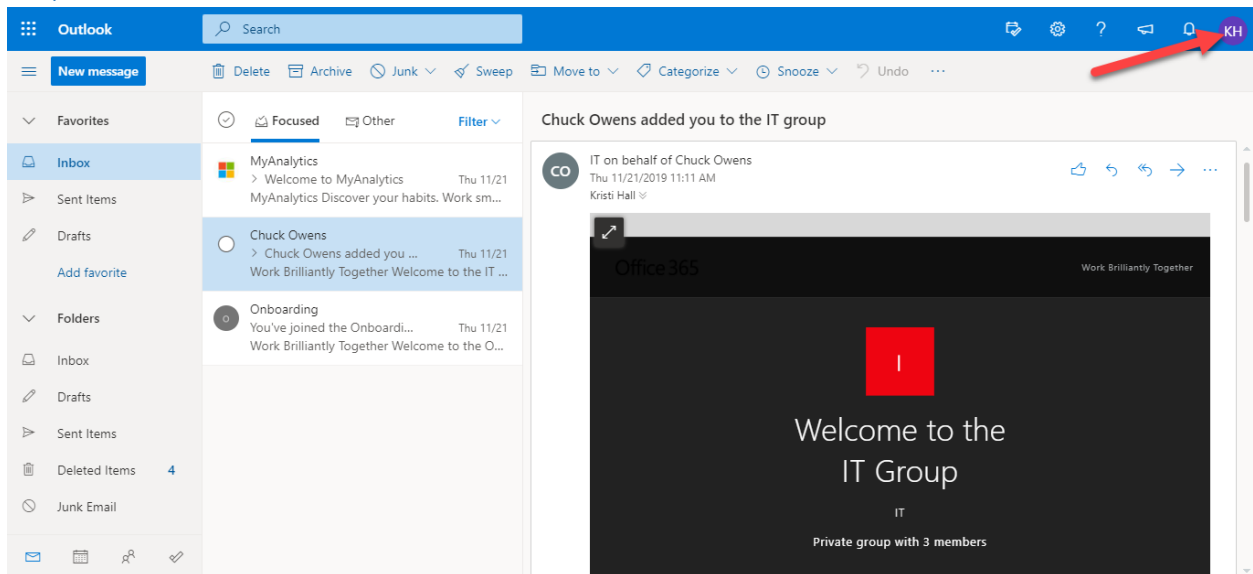 Outlook
Search
KH
New message
Delete Archive Junk Sweep Move to Categorize Snooze Undo ...
Favorites
Inbox
Sent Items
Drafts
Add favorite
Folders
Inbox
Drafts
Sent Items
Deleted Items 4
Junk Email
Focused Other Filter
MyAnalytics
> Welcome to MyAnalytics Thu 11/21
MyAnalytics Discover your habits. Work sm...
Chuck Owens
> Chuck Owens added you ... Thu 11/21
Work Brilliantly Together Welcome to the IT ...
O
Onboarding
You've joined the Onboardi... Thu 11/21
Work Brilliantly Together Welcome to the O...
Chuck Owens added you to the IT group
CO
IT on behalf of Chuck Owens
Thu 11/21/2019 11:11 AM
Kristi Hall
Office 365
Work Brilliantly Together
I
Welcome to the
IT Group
IT
Private group with 3 members